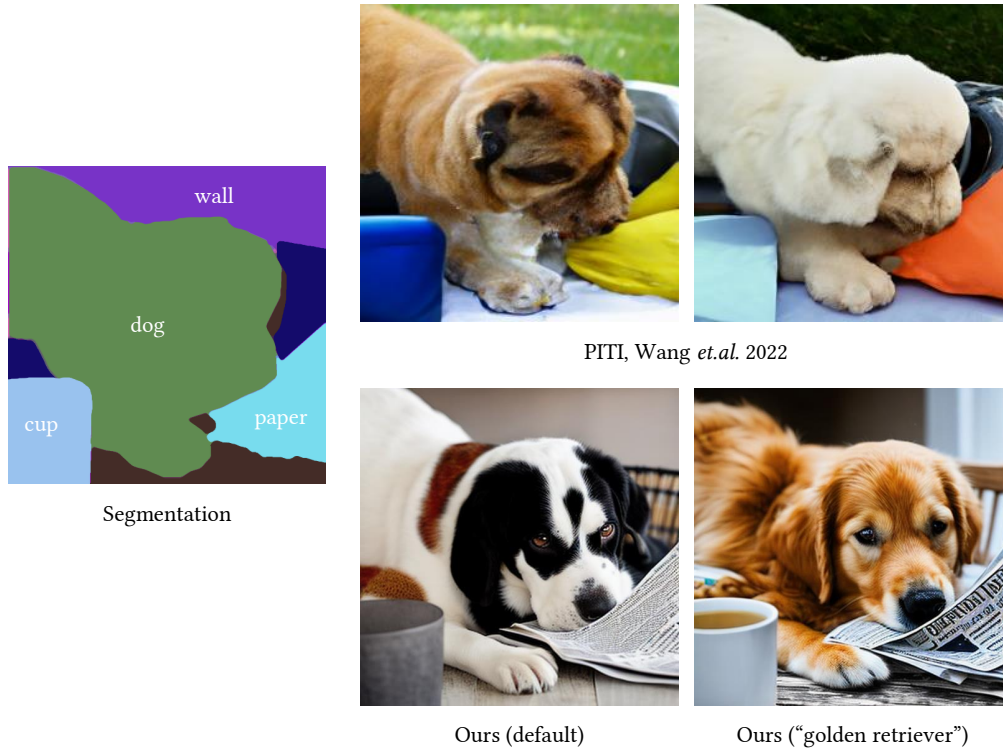 wall
dog
cup
paper
Segmentation
PITI, Wang et.al. 2022
Ours (default)
Ours (“golden retriever”)